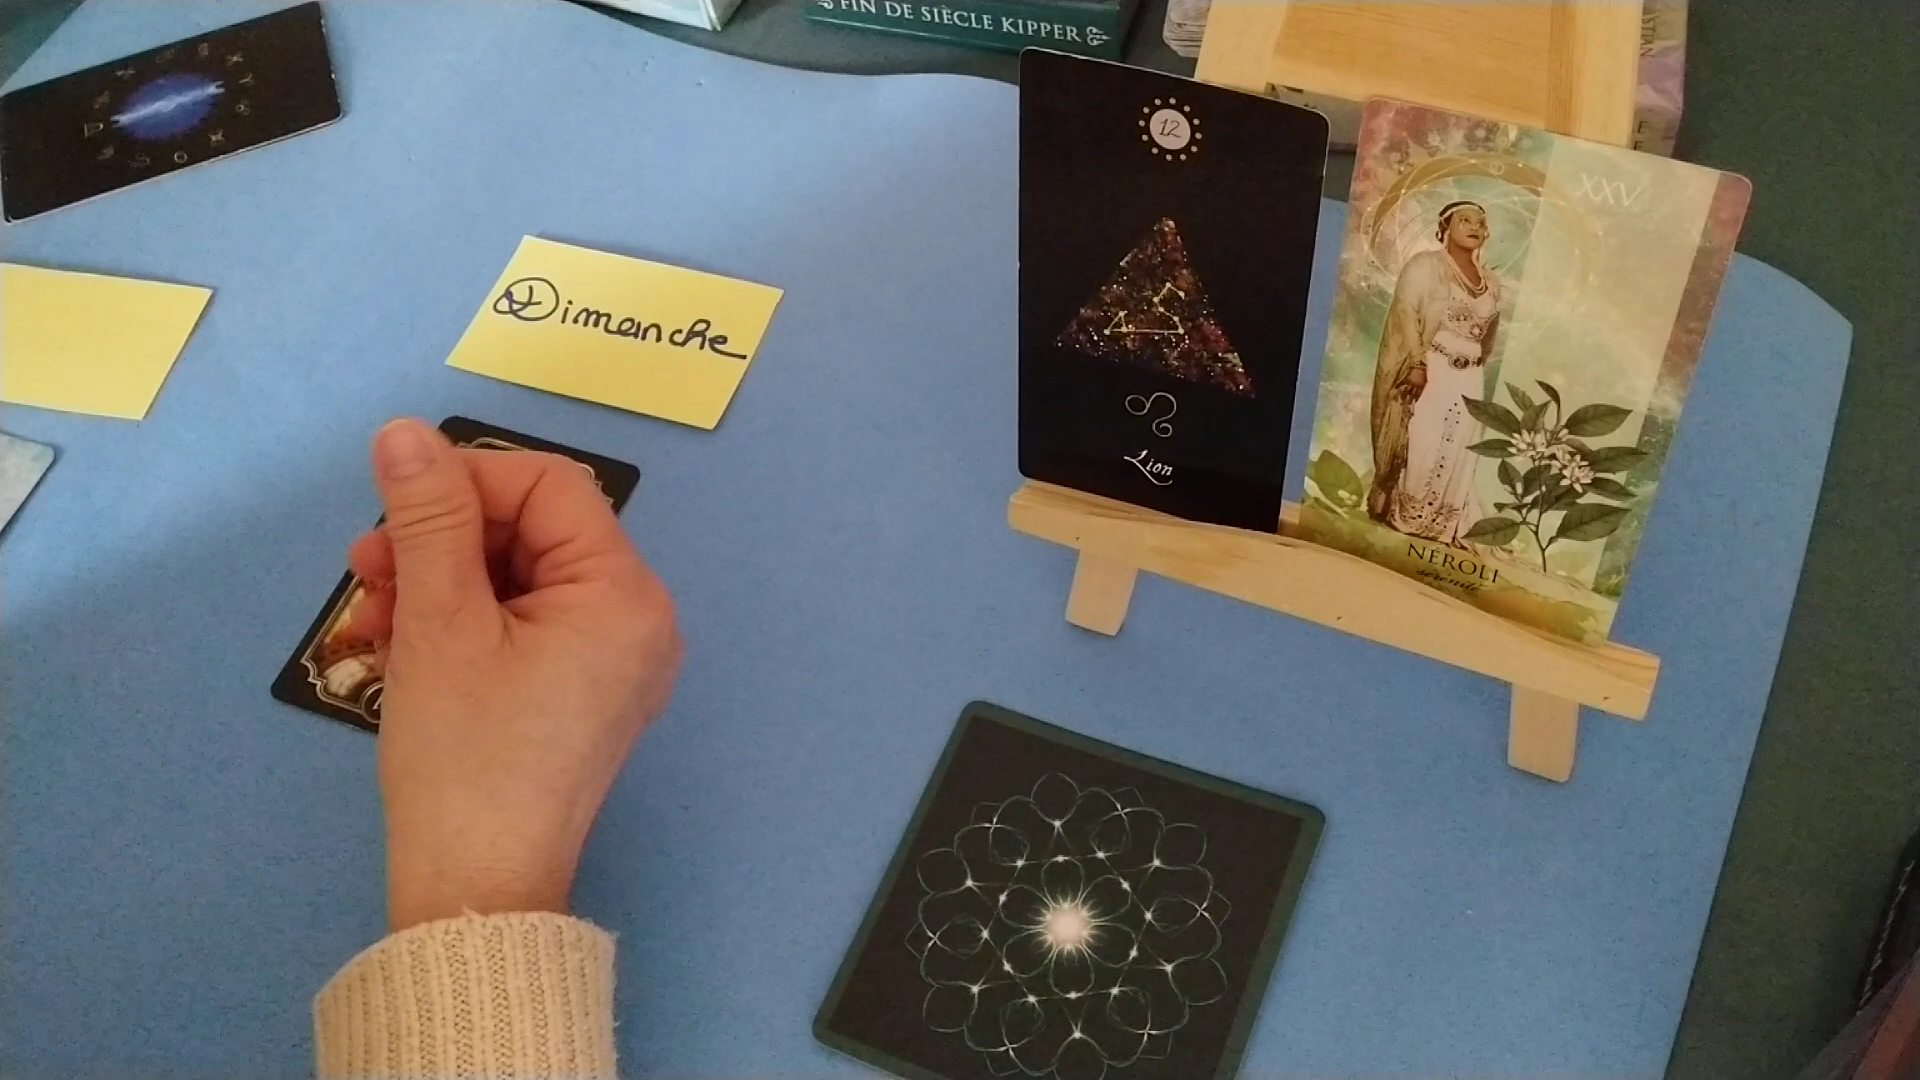 FIN DE SIÈCLE KIPPER
12
XXV
Dimanche
Lion
NÉROLI
sérénité